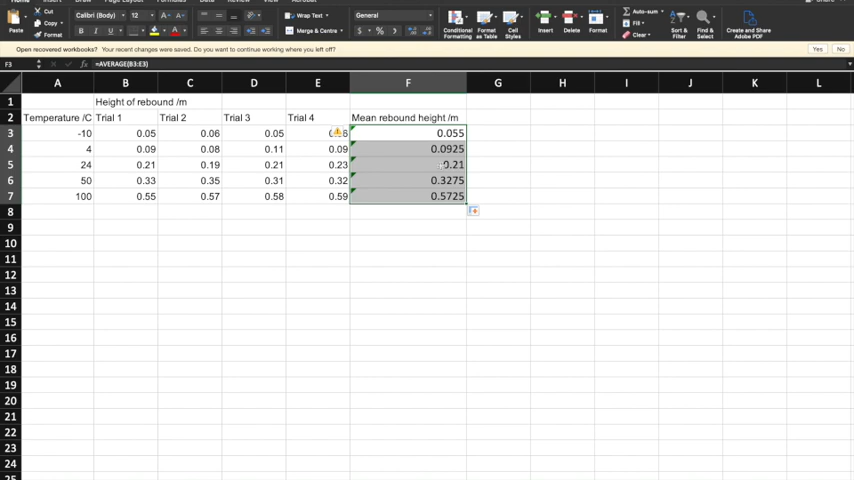 Cut
Calibri (Body) 12 A A
Wrap Text
General
Auto-sum
Paste
Copy
Fill
Format
B I U
Merge & Centre
Conditional Formatting
Format as Table
Cell Styles
Insert
Delete
Format
Clear
Sort & Filter
Find & Select
Create and Share Adobe PDF
Open recovered workbooks? Your recent changes were saved. Do you want to continue working where you left off? Yes No
F3 fx =AVERAGE(B3:E3)
A B C D E F G H I J K L
1 Height of rebound /m
2 Temperature /C Trial 1 Trial 2 Trial 3 Trial 4 Mean rebound height /m
3 -10 0.05 0.06 0.05 0.055
4 4 0.09 0.08 0.11 0.09 0.0925
5 24 0.21 0.19 0.21 0.23 0.21
6 50 0.33 0.35 0.31 0.32 0.3275
7 100 0.55 0.57 0.58 0.59 0.5725
8
9
10
11
12
13
14
15
16
17
18
19
20
21
22
23
24